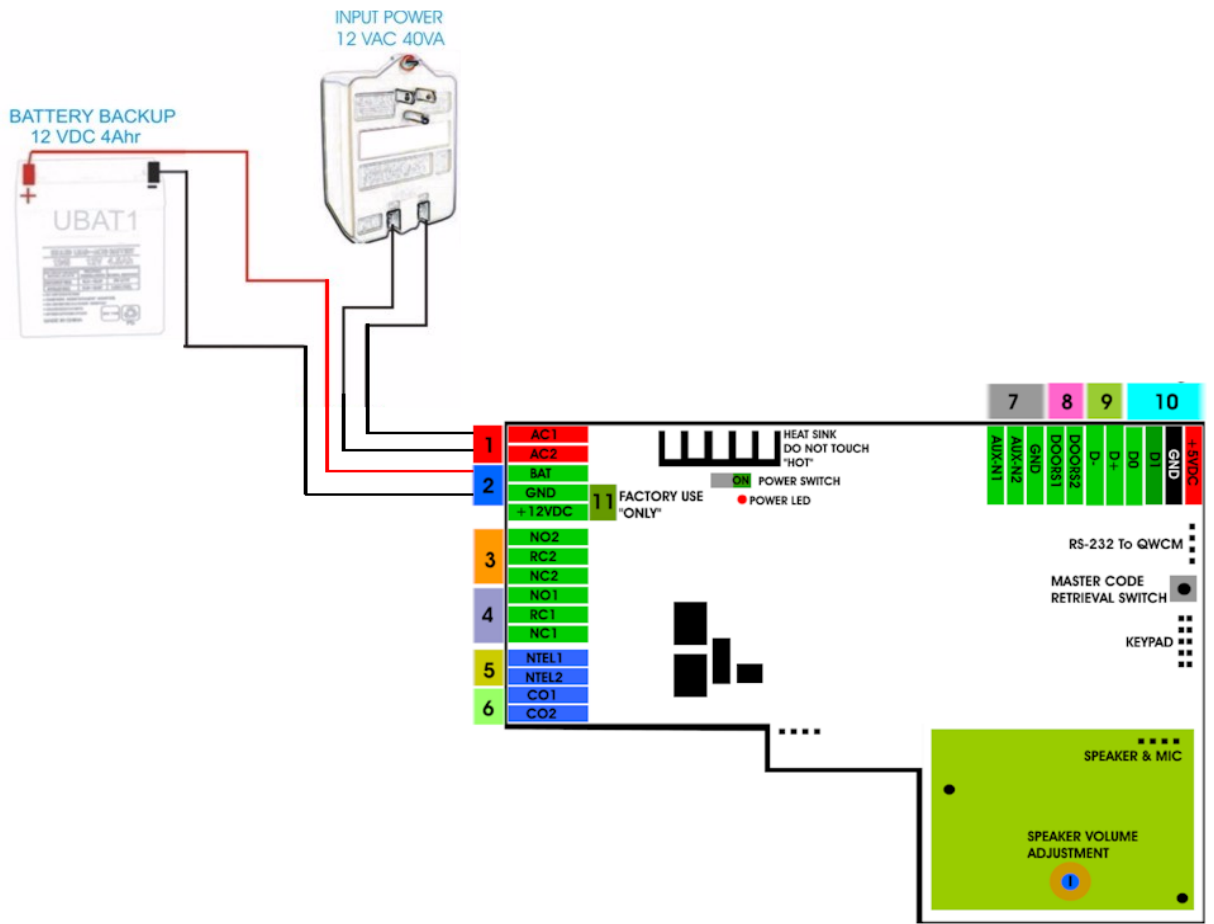 INPUT POWER
12 VAC 40VA
BATTERY BACKUP
12 VDC 4Ahr
+
-
UBAT1
12V
7
8
9
10
1
2
3
4
5
6
11
AC1
AC2
BAT
GND
+12VDC
NO2
RC2
NC2
NO1
RC1
NC1
NTEL1
NTEL2
CO1
CO2
FACTORY USE
"ONLY"
HEAT SINK
DO NOT TOUCH
"HOT"
ON
POWER SWITCH
POWER LED
AUX-N1
AUX-N2
GND
DOORS1
DOORS2
D-
D+
D0
D1
GND
+5VDC
RS-232 To QWCM
MASTER CODE
RETRIEVAL SWITCH
KEYPAD
SPEAKER & MIC
SPEAKER VOLUME
ADJUSTMENT